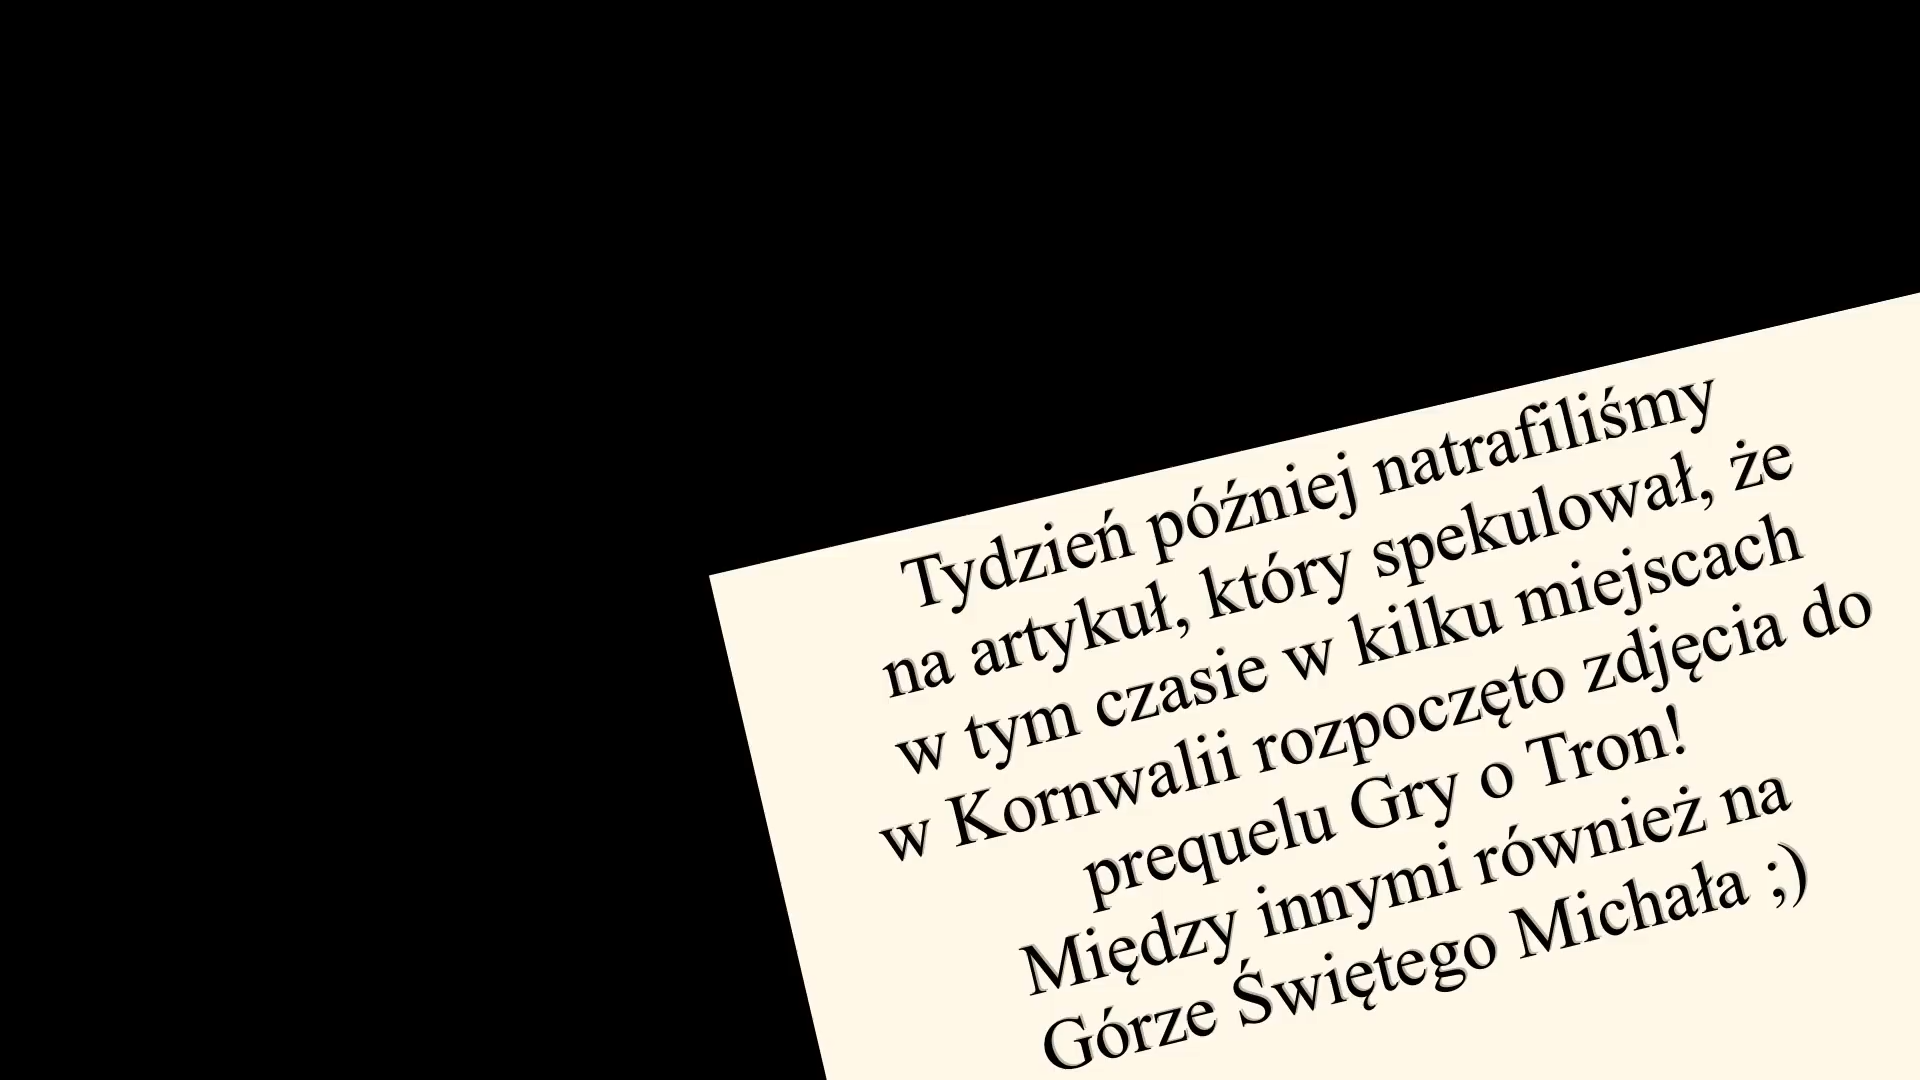 Tydzień później natrafiliśmy
na artykuł, który spekulował, że
w tym czasie w kilku miejscach
w Kornwalii rozpoczęto zdjęcia do
prequelu Gry o Tron!
Między innymi również na
Górze Świętego Michała ;)